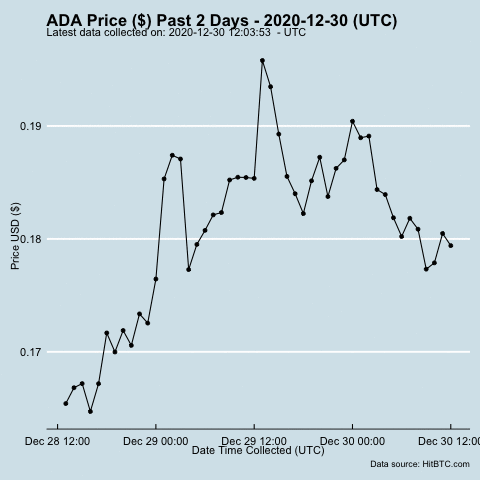 ADA Price ($) Past 2 Days - 2020-12-30 (UTC)
Latest data collected on: 2020-12-30 12:03:53 - UTC
0.19
0.18
0.17
Price USD ($)
Dec 28 12:00 Dec 29 00:00 Dec 29 12:00 Dec 30 00:00 Dec 30 12:00
Date Time Collected (UTC)
Data source: HitBTC.com